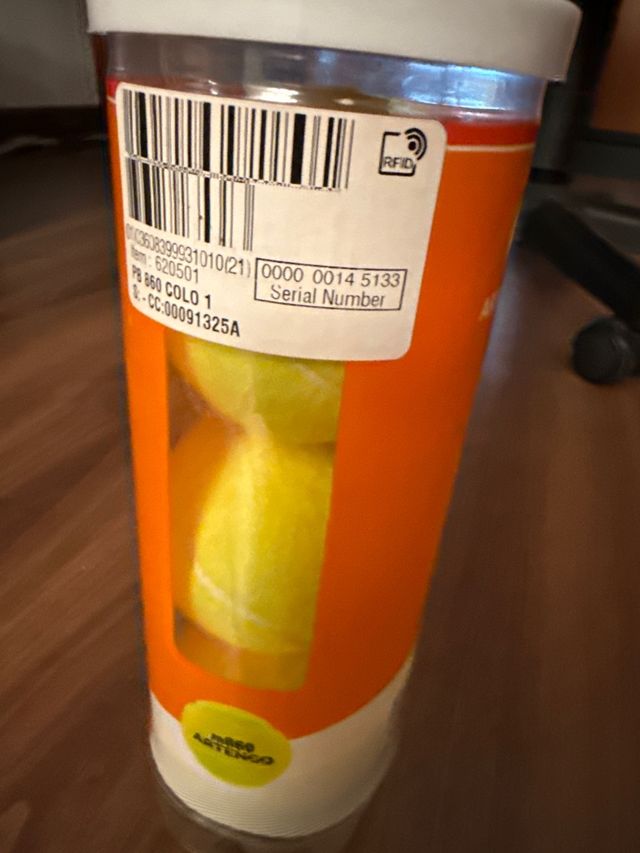 RFID
(01)03608399931010(21)
Item : 620501
0000 0014 5133
Serial Number
PB 860 COLO 1
CC:00091325A
ARTENGO